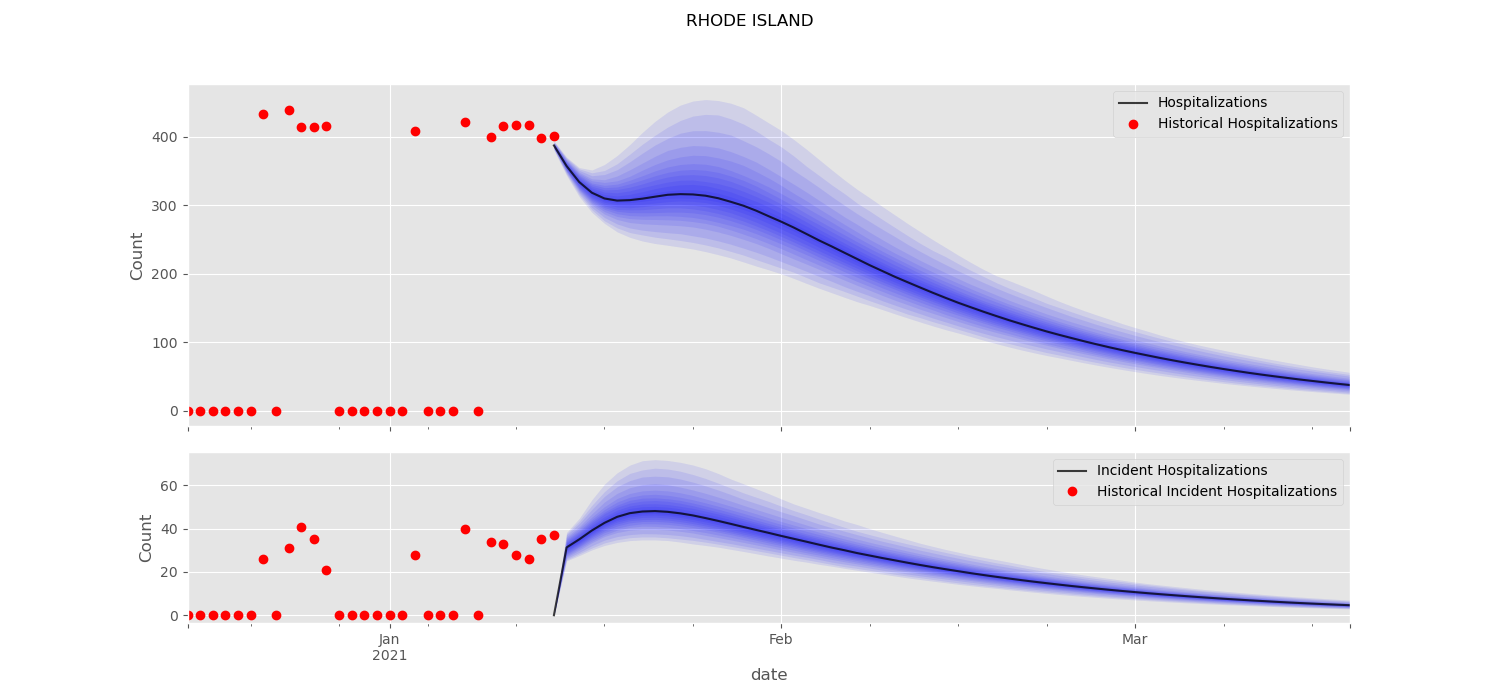 RHODE ISLAND
Hospitalizations
Historical Hospitalizations
400
300
200
100
0
Count
Incident Hospitalizations
Historical Incident Hospitalizations
60
40
20
0
Count
Jan
2021
Feb
Mar
date